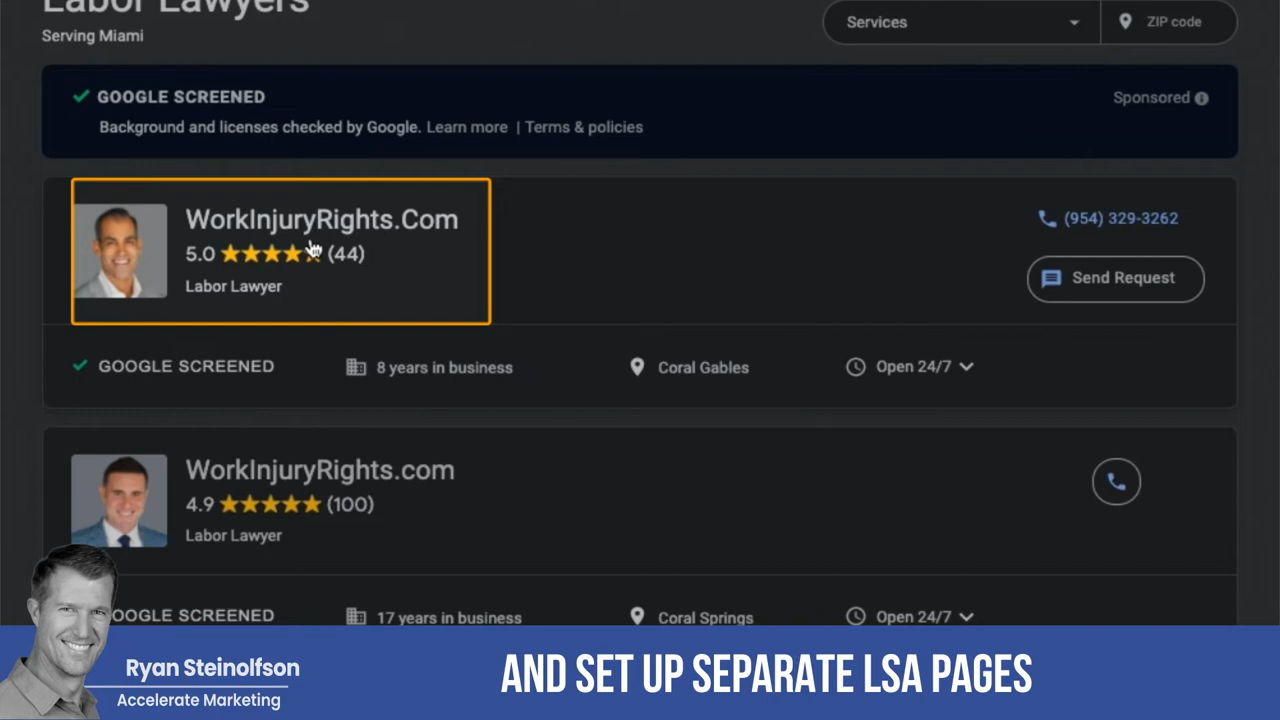 Labor Lawyers
Serving Miami
Services
ZIP code
GOOGLE SCREENED
Sponsored
Background and licenses checked by Google. Learn more | Terms & policies
WorkInjuryRights.Com
5.0 (44)
Labor Lawyer
(954) 329-3262
Send Request
GOOGLE SCREENED
8 years in business
Coral Gables
Open 24/7
WorkInjuryRights.com
4.9 (100)
Labor Lawyer
GOOGLE SCREENED
17 years in business
Coral Springs
Open 24/7
Ryan Steinolfson
Accelerate Marketing
AND SET UP SEPARATE LSA PAGES